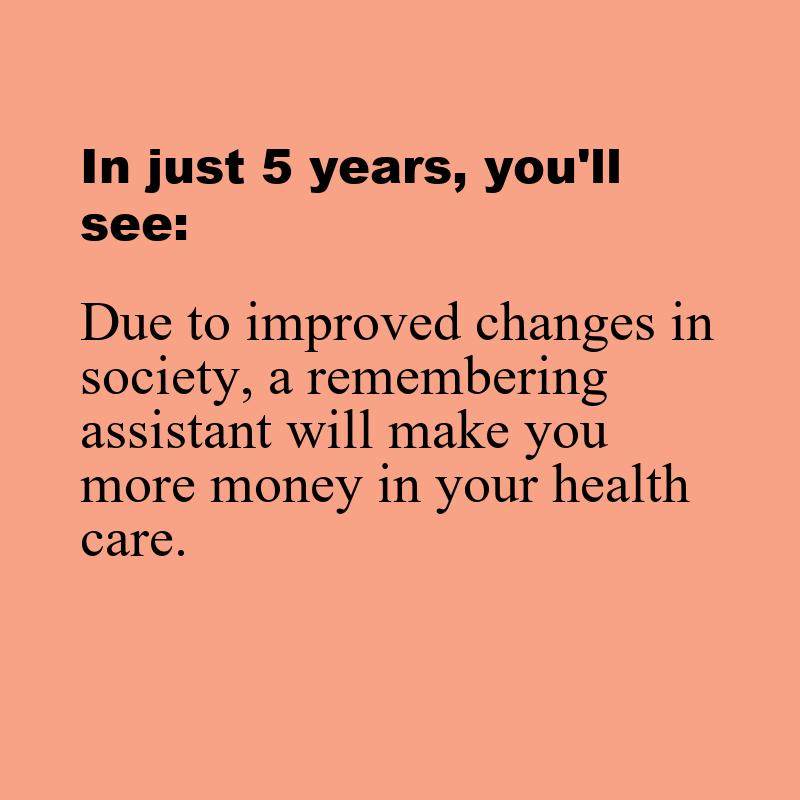 In just 5 years, you'll
see:
Due to improved changes in
society, a remembering
assistant will make you
more money in your health
care.